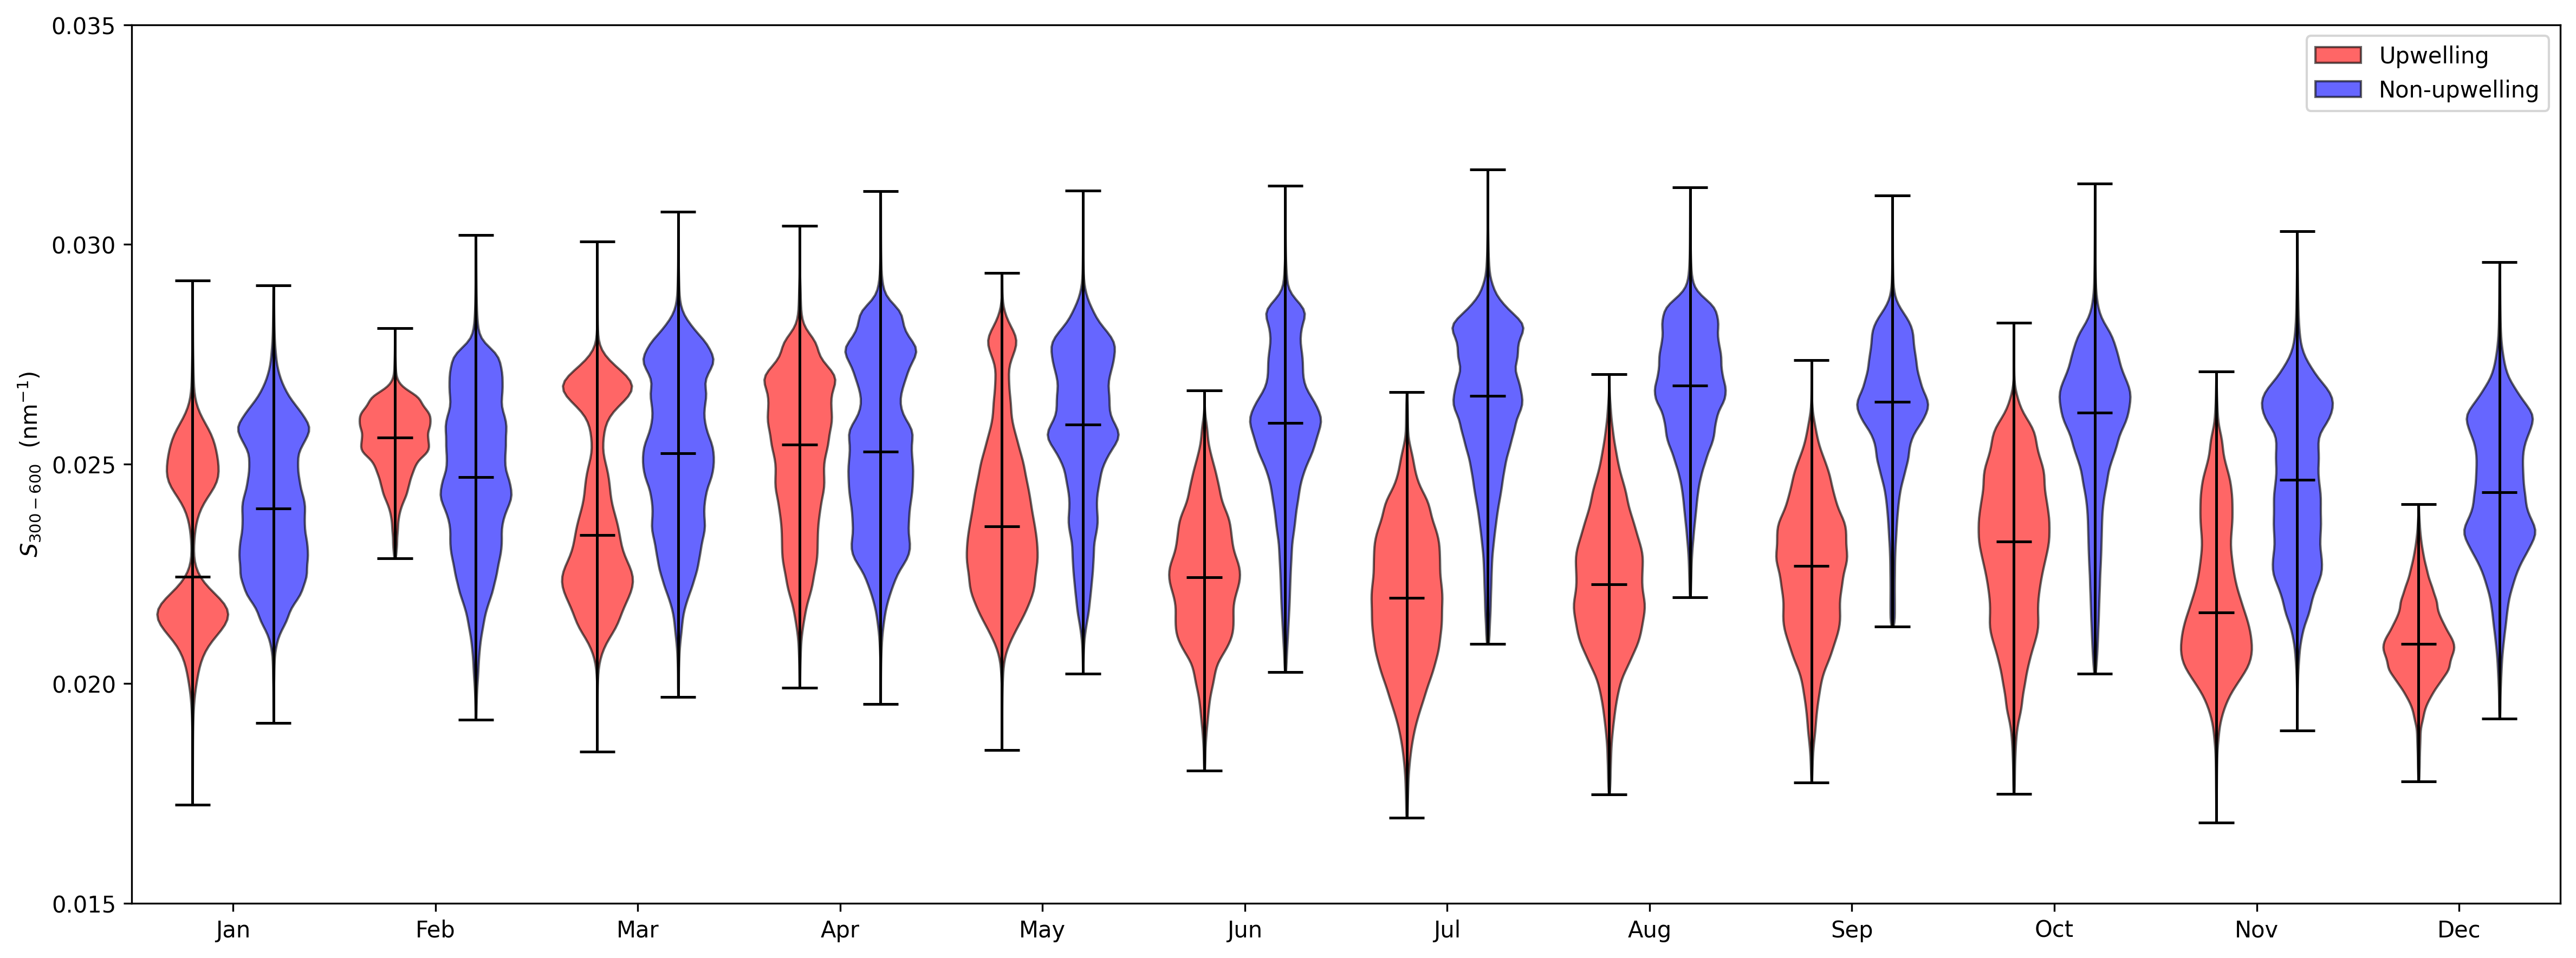 0.035
0.030
0.025
0.020
0.015
S300−600 (nm−1)
Upwelling
Non-upwelling
Jan Feb Mar Apr May Jun Jul Aug Sep Oct Nov Dec